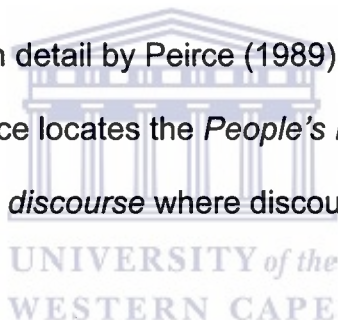 detail by Peirce (1989)
ce locates the People's
discourse where discou
UNIVERSITY of the
WESTERN CAPE